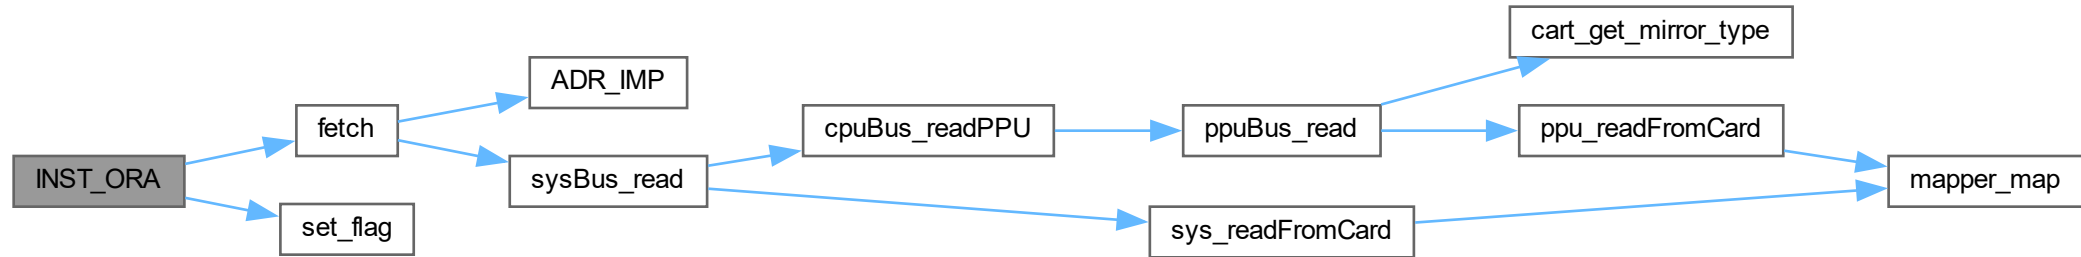 INST_ORA
fetch
set_flag
ADR_IMP
sysBus_read
cpuBus_readPPU
sys_readFromCard
ppuBus_read
cart_get_mirror_type
ppu_readFromCard
mapper_map